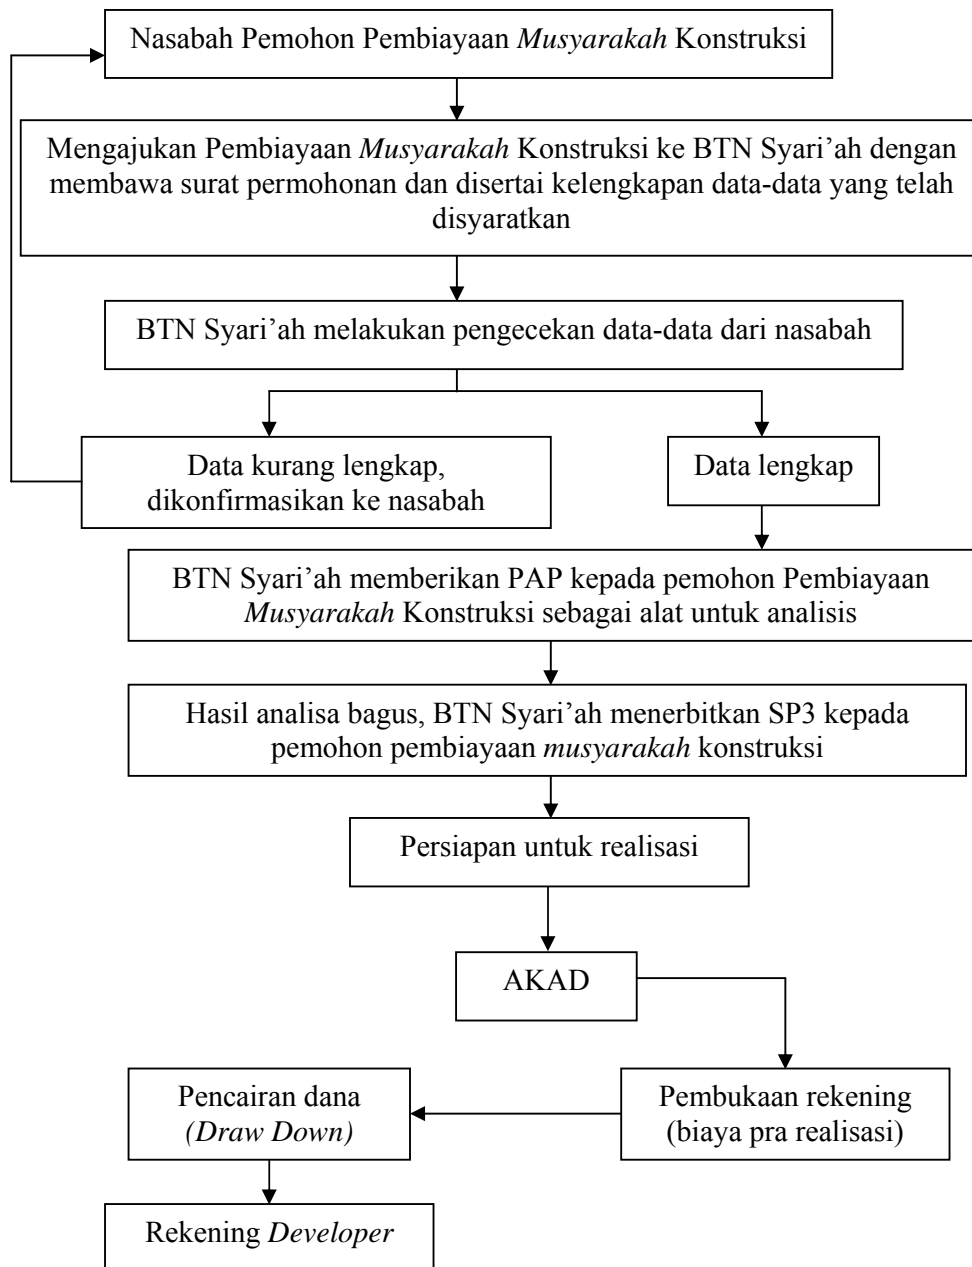 Nasabah Pemohon Pembiayaan Musyarakah Konstruksi
Mengajukan Pembiayaan Musyarakah Konstruksi ke BTN Syari’ah dengan
membawa surat permohonan dan disertai kelengkapan data-data yang telah
disyaratkan
BTN Syari’ah melakukan pengecekan data-data dari nasabah
Data kurang lengkap,
dikonfirmasikan ke nasabah
Data lengkap
BTN Syari’ah memberikan PAP kepada pemohon Pembiayaan
Musyarakah Konstruksi sebagai alat untuk analisis
Hasil analisa bagus, BTN Syari’ah menerbitkan SP3 kepada
pemohon pembiayaan musyarakah konstruksi
Persiapan untuk realisasi
AKAD
Pencairan dana
(Draw Down)
Pembukaan rekening
(biaya pra realisasi)
Rekening Developer